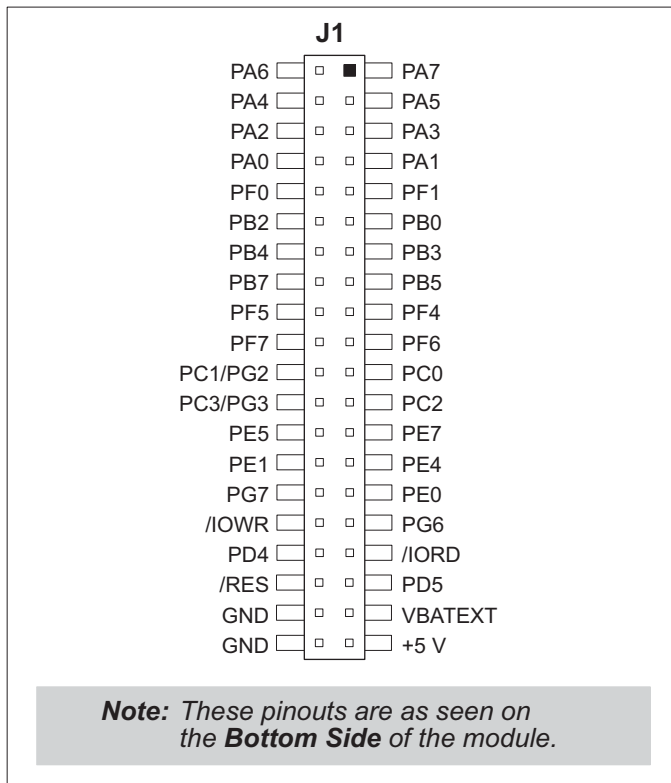 J1
PA6 PA7
PA4 PA5
PA2 PA3
PA0 PA1
PF0 PF1
PB2 PB0
PB4 PB3
PB7 PB5
PF5 PF4
PF7 PF6
PC1/PG2 PC0
PC3/PG3 PC2
PE5 PE7
PE1 PE4
PG7 PE0
/IOWR PG6
PD4 /IORD
/RES PD5
GND VBATEXT
GND +5 V
Note: These pinouts are as seen on
the Bottom Side of the module.